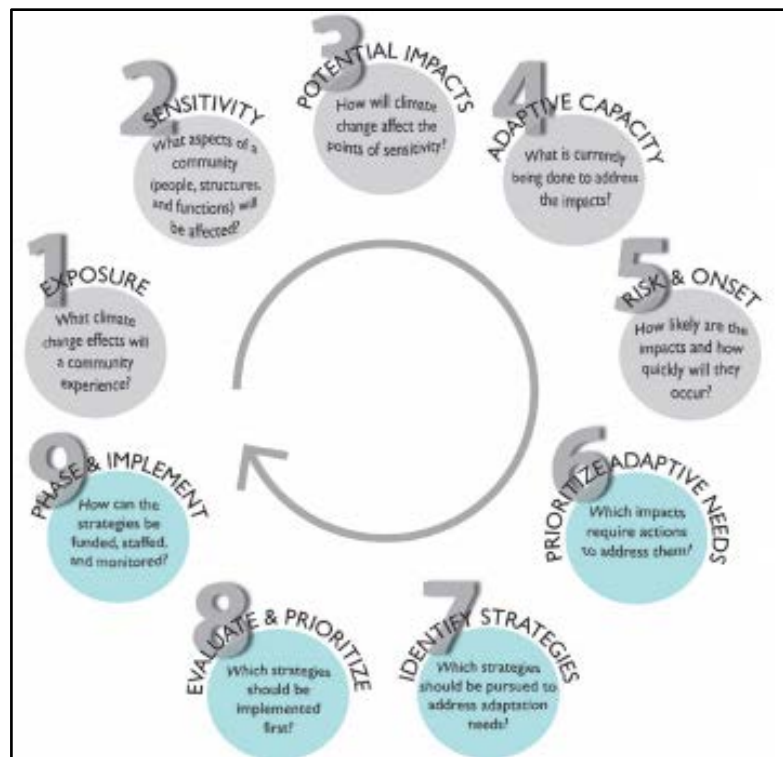 1
EXPOSURE
What climate
change effects will
a community
experience?
2
SENSITIVITY
What aspects of a
community
(people, structures,
and functions) will
be affected?
3
POTENTIAL IMPACTS
How will climate
change affect the
points of sensitivity?
4
ADAPTIVE CAPACITY
What is currently
being done to address
the impacts?
5
RISK & ONSET
How likely are the
impacts and how
quickly will they
occur?
6
PRIORITIZE ADAPTIVE NEEDS
Which impacts
require actions
to address them?
7
IDENTIFY STRATEGIES
Which strategies
should be pursued to
address adaptation
needs?
8
EVALUATE & PRIORITIZE
Which strategies
should be
implemented
first?
9
PHASE & IMPLEMENT
How can the
strategies be
funded, staffed,
and monitored?